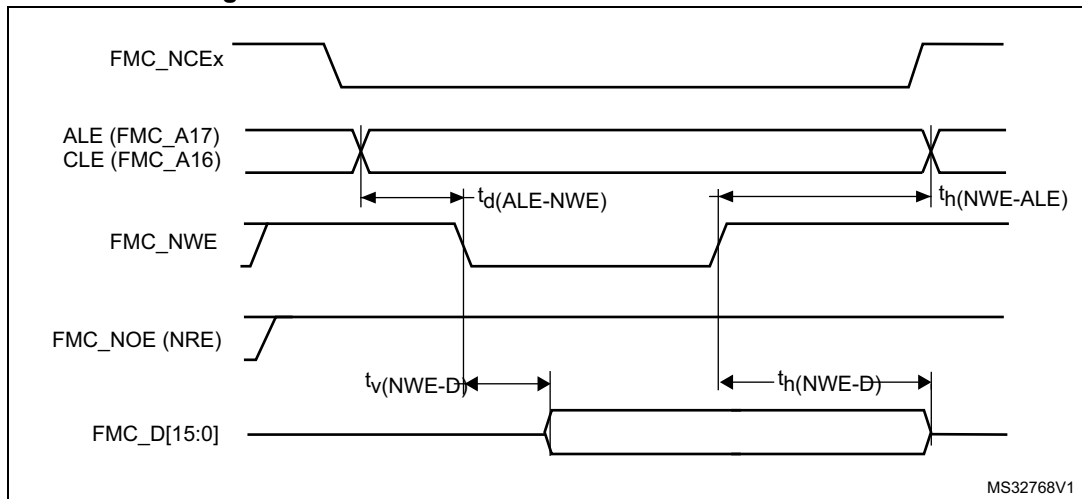 FMC_NCEx
ALE (FMC_A17)
CLE (FMC_A16)
td(ALE-NWE)
th(NWE-ALE)
FMC_NWE
FMC_NOE (NRE)
tv(NWE-D)
th(NWE-D)
FMC_D[15:0]
MS32768V1